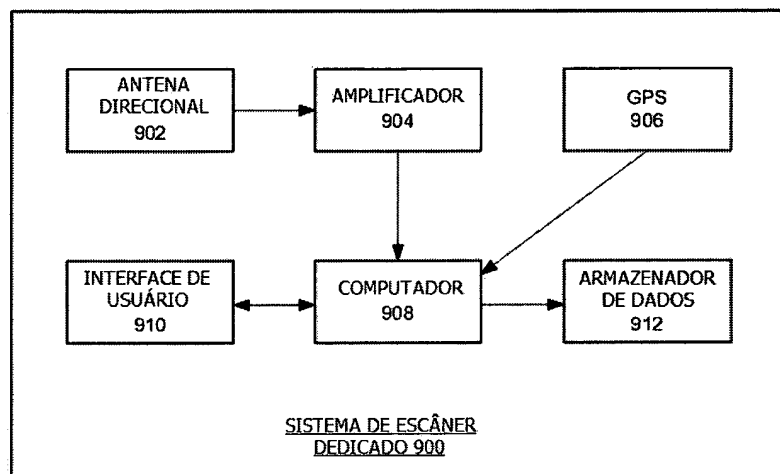 ANTENA
DIRECIONAL
902
AMPLIFICADOR
904
GPS
906
INTERFACE DE
USUÁRIO
910
COMPUTADOR
908
ARMAZENADOR
DE DADOS
912
SISTEMA DE ESCÂNER
DEDICADO 900